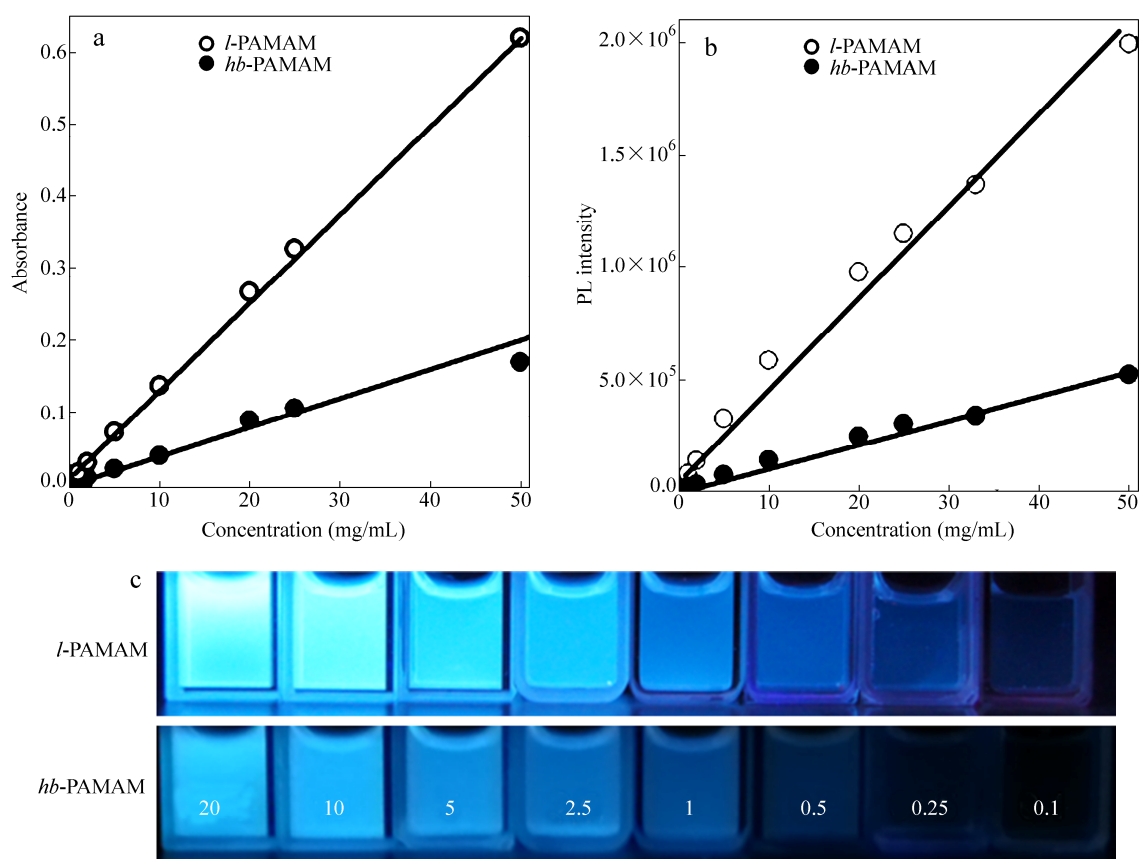 a
l-PAMAM
hb-PAMAM
0.6
0.5
0.4
0.3
0.2
0.1
0.0
0
10
20
30
40
50
Absorbance
Concentration (mg/mL)
b
l-PAMAM
hb-PAMAM
2.0×10⁶
1.5×10⁶
1.0×10⁶
5.0×10⁵
0.0
0
10
20
30
40
50
PL intensity
Concentration (mg/mL)
c
l-PAMAM
hb-PAMAM
20 10 5 2.5 1 0.5 0.25 0.1